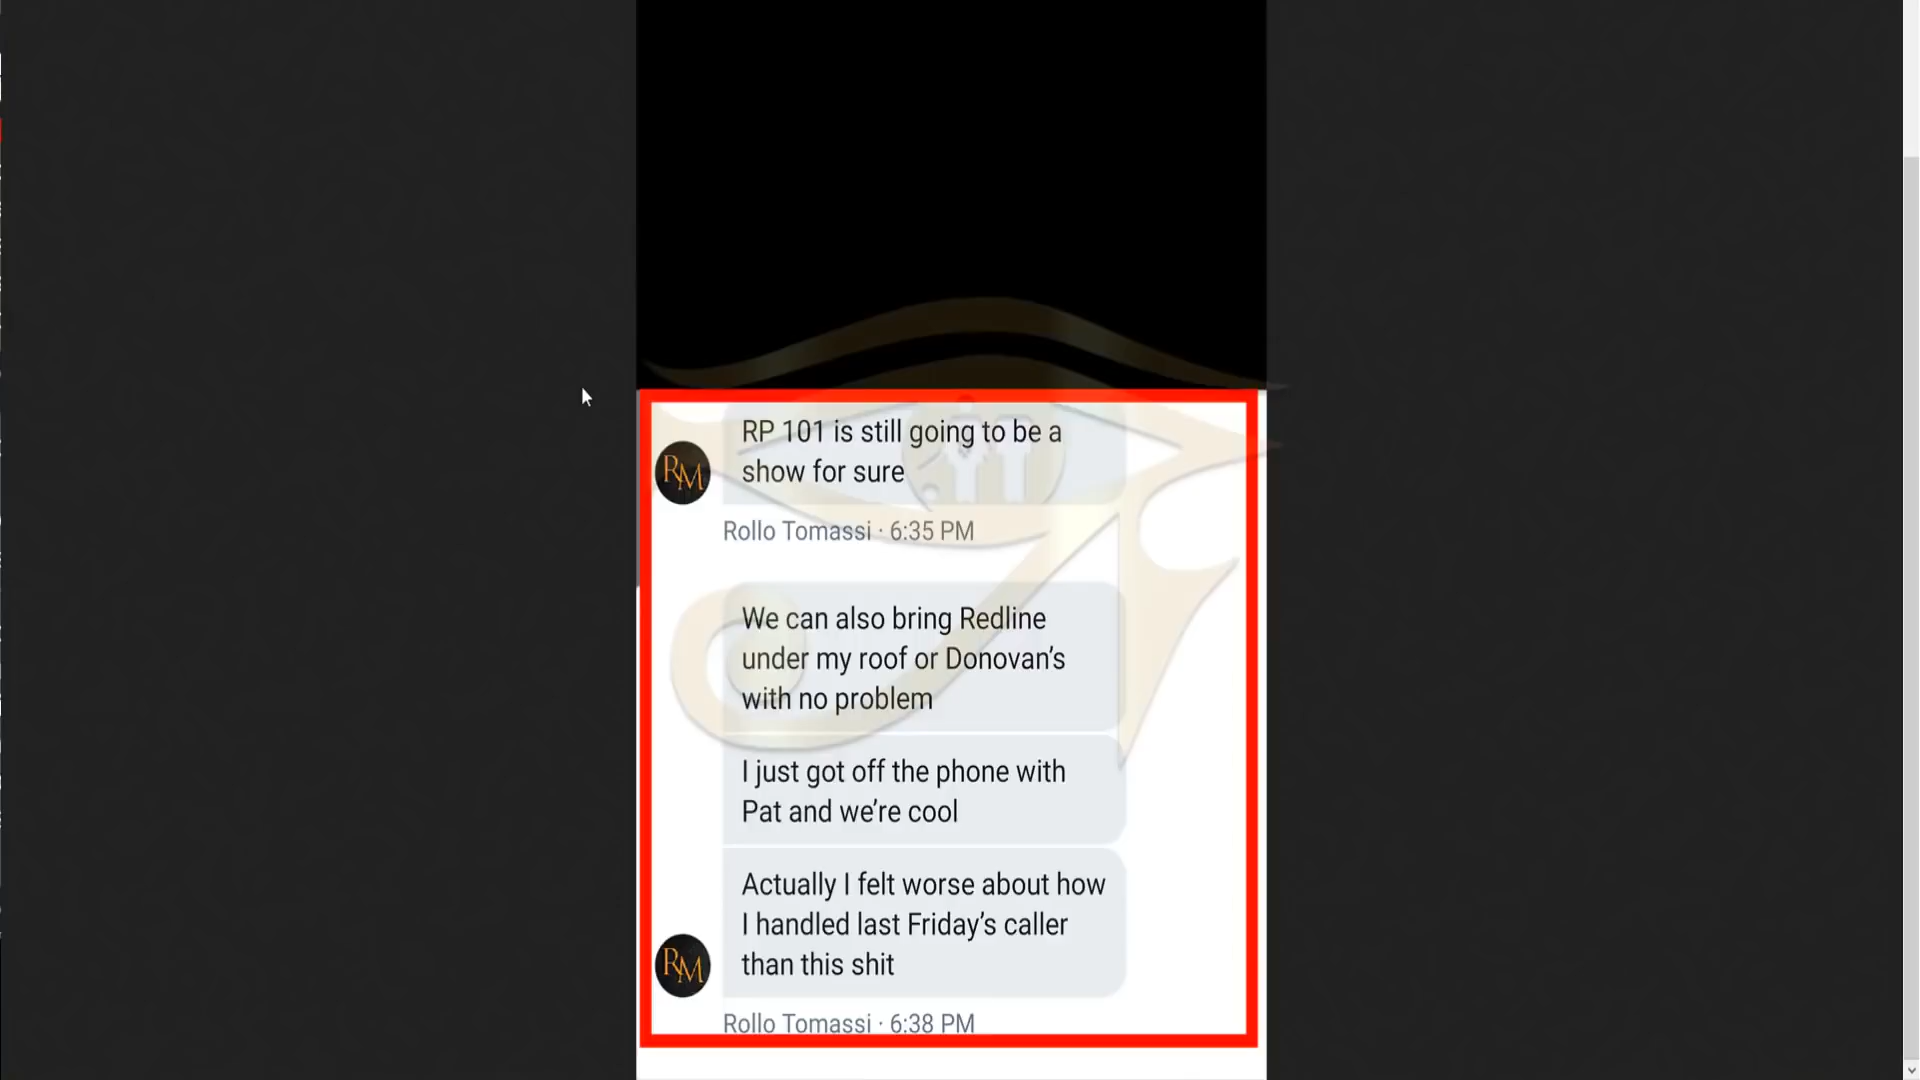 RP 101 is still going to be a
show for sure
RM
Rollo Tomassi · 6:35 PM
We can also bring Redline
under my roof or Donovan's
with no problem
I just got off the phone with
Pat and we're cool
Actually I felt worse about how
I handled last Friday's caller
than this shit
RM
Rollo Tomassi · 6:38 PM